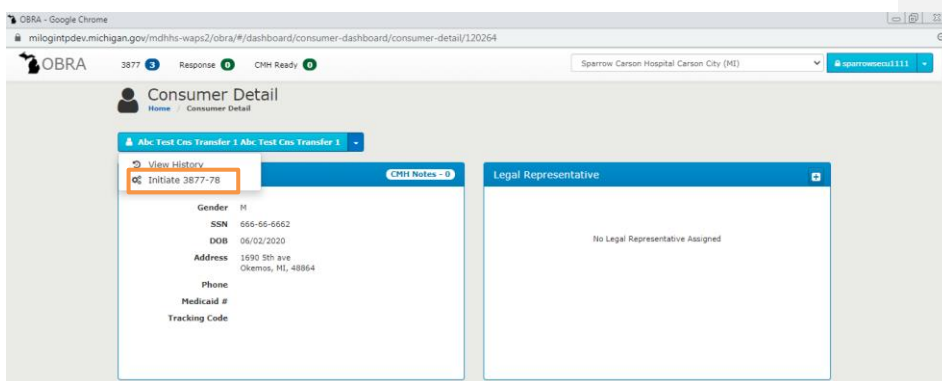 OBRA - Google Chrome
milogintpdev.michigan.gov/mdhhs-waps2/obra/#/dashboard/consumer-dashboard/consumer-detail/120264
OBRA 3877 3 Response 0 CMH Ready 0 Sparrow Carson Hospital Carson City (MI) sparrowsecu1111
Consumer Detail
Home / Consumer Detail
Abc Test Cns Transfer 1 Abc Test Cns Transfer 1
View History
Initiate 3877-78
CMH Notes - 0
Gender M
SSN 666-66-6662
DOB 06/02/2020
Address 1690 5th ave
Okemos, MI, 48864
Phone
Medicaid #
Tracking Code
Legal Representative
No Legal Representative Assigned